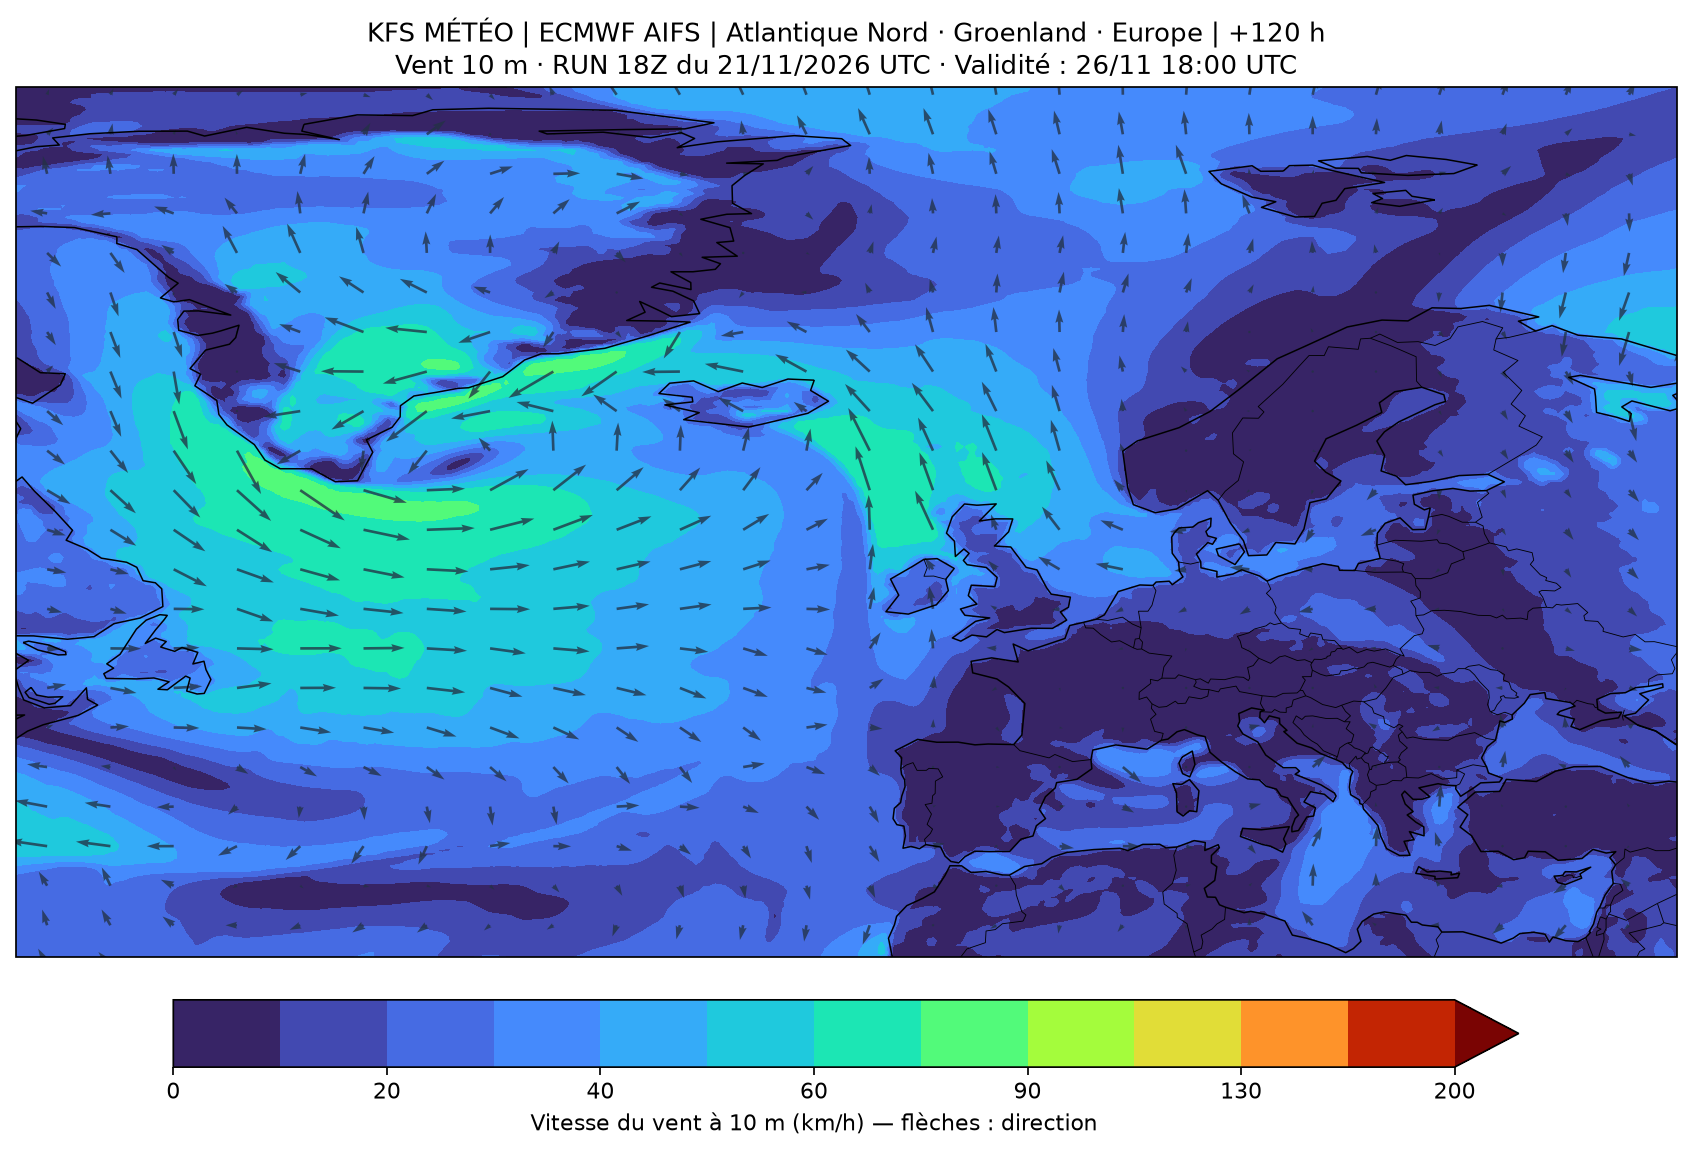 KFS MÉTÉO | ECMWF AIFS | Atlantique Nord · Groenland · Europe | +120 h
Vent 10 m · RUN 18Z du 21/11/2026 UTC · Validité : 26/11 18:00 UTC
0 20 40 60 90 130 200
Vitesse du vent à 10 m (km/h) — flèches : direction